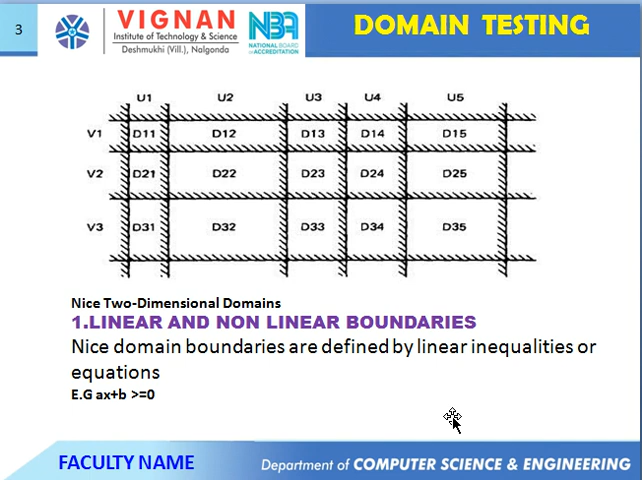 3
VIGNAN
Institute of Technology & Science
Deshmukhi (Vill.), Nalgonda
NBA
NATIONAL BOARD
of ACCREDITATION
DOMAIN TESTING
U1 U2 U3 U4 U5
V1 D11 D12 D13 D14 D15
V2 D21 D22 D23 D24 D25
V3 D31 D32 D33 D34 D35
Nice Two-Dimensional Domains
1.LINEAR AND NON LINEAR BOUNDARIES
Nice domain boundaries are defined by linear inequalities or
equations
E.G ax+b >=0
FACULTY NAME
Department of COMPUTER SCIENCE & ENGINEERING